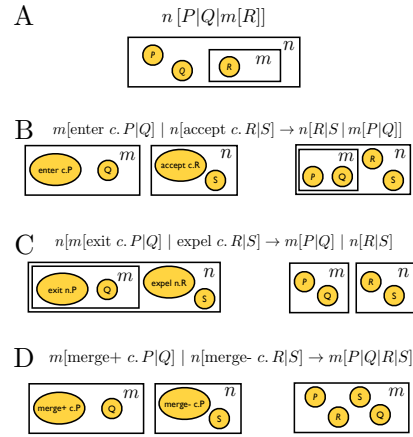 A n [P|Q|m[R]]
P Q R m n
B m[enter c. P|Q] | n[accept c. R|S] → n[R|S | m[P|Q]]
enter c.P Q m accept c.R S n P Q m R S n
C n[m[exit c. P|Q] | expel c. R|S] → m[P|Q] | n[R|S]
exit n.P Q m expel n.R S n P Q m R S n
D m[merge+ c. P|Q] | n[merge- c. R|S] → m[P|Q|R|S]
merge+ c.P Q m merge- c.P S n P R S Q m